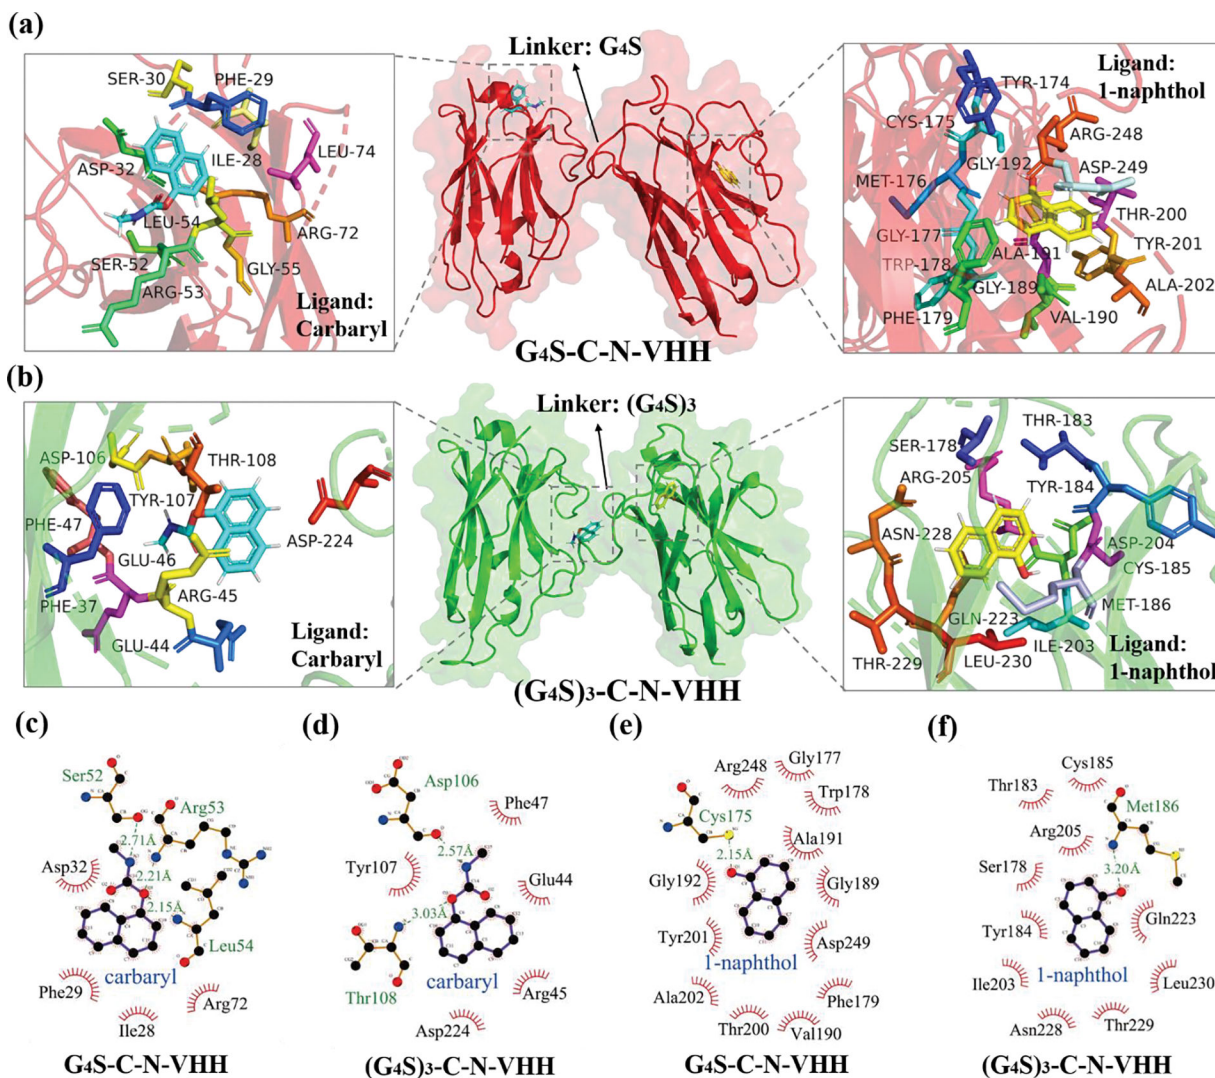 (a)
Linker: G₄S
SER-30
PHE-29
ILE-28
LEU-74
ASP-32
LEU-54
ARG-72
SER-52
GLY-55
ARG-53
Ligand:
Carbaryl
G₄S-C-N-VHH
TYR-174
Ligand:
1-naphthol
CYS-175
ARG-248
GLY-192
ASP-249
MET-176
THR-200
GLY-177
TYR-201
ALA-191
TRP-178
GLY-189
ALA-202
PHE-179
VAL-190
(b)
Linker: (G₄S)₃
ASP-106
THR-108
TYR-107
PHE-47
GLU-46
ASP-224
PHE-37
ARG-45
GLU-44
Ligand:
Carbaryl
(G₄S)₃-C-N-VHH
THR-183
SER-178
ARG-205
TYR-184
ASN-228
ASP-204
CYS-185
MET-186
GLN-223
ILE-203
THR-229
LEU-230
Ligand:
1-naphthol
(c)
Ser52
Arg53
2.71Å
Asp32
2.21Å
2.15Å
Leu54
carbaryl
Phe29
Arg72
Ile28
G₄S-C-N-VHH
(d)
Asp106
Phe47
2.57Å
Tyr107
Glu44
3.03Å
Thr108
carbaryl
Arg45
Asp224
(G₄S)₃-C-N-VHH
(e)
Gly177
Arg248
Trp178
Cys175
Ala191
2.15Å
Gly192
Gly189
Tyr201
Asp249
1-naphthol
Ala202
Phe179
Thr200
Val190
G₄S-C-N-VHH
(f)
Cys185
Thr183
Met186
Arg205
Ser178
3.20Å
Gln223
Tyr184
1-naphthol
Ile203
Leu230
Asn228
Thr229
(G₄S)₃-C-N-VHH